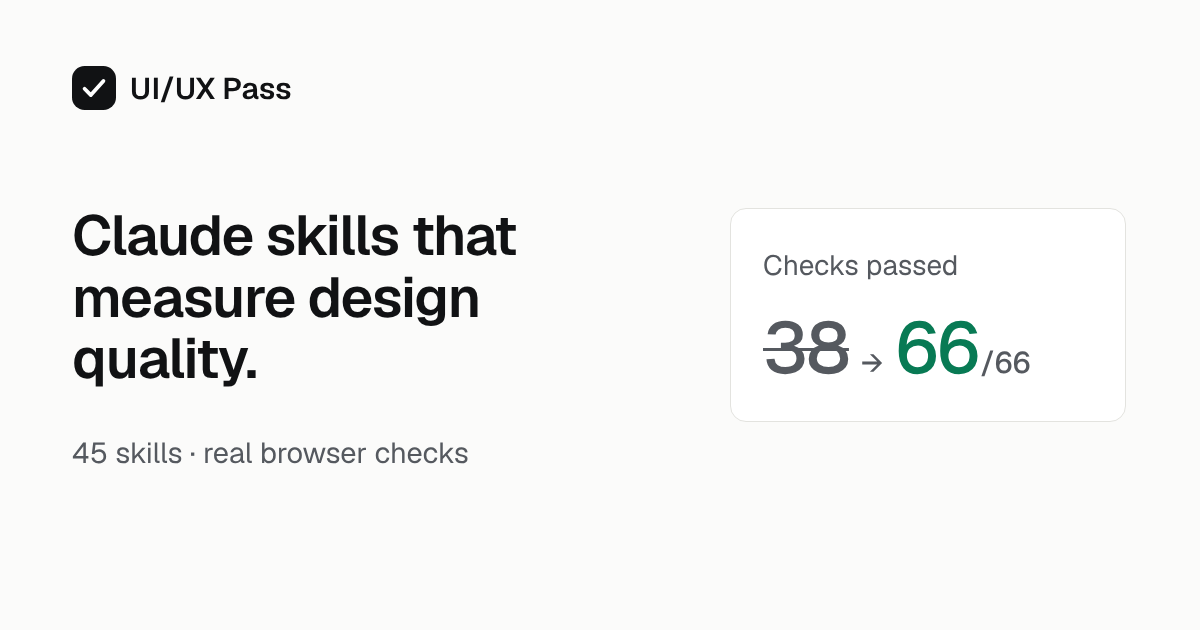 UI/UX Pass
Claude skills that
measure design
quality.
45 skills · real browser checks
Checks passed
38 → 66/66